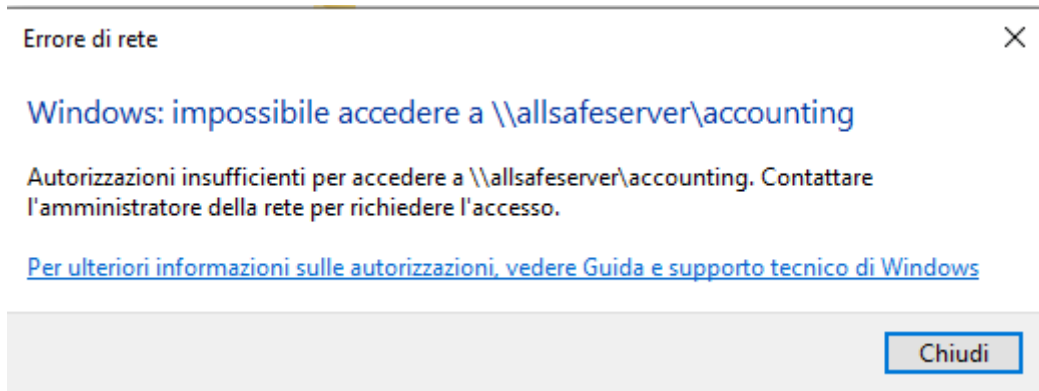 Errore di rete
Windows: impossibile accedere a \\allsafeserver\accounting
Autorizzazioni insufficienti per accedere a \\allsafeserver\accounting. Contattare
l'amministratore della rete per richiedere l'accesso.
Per ulteriori informazioni sulle autorizzazioni, vedere Guida e supporto tecnico di Windows
Chiudi